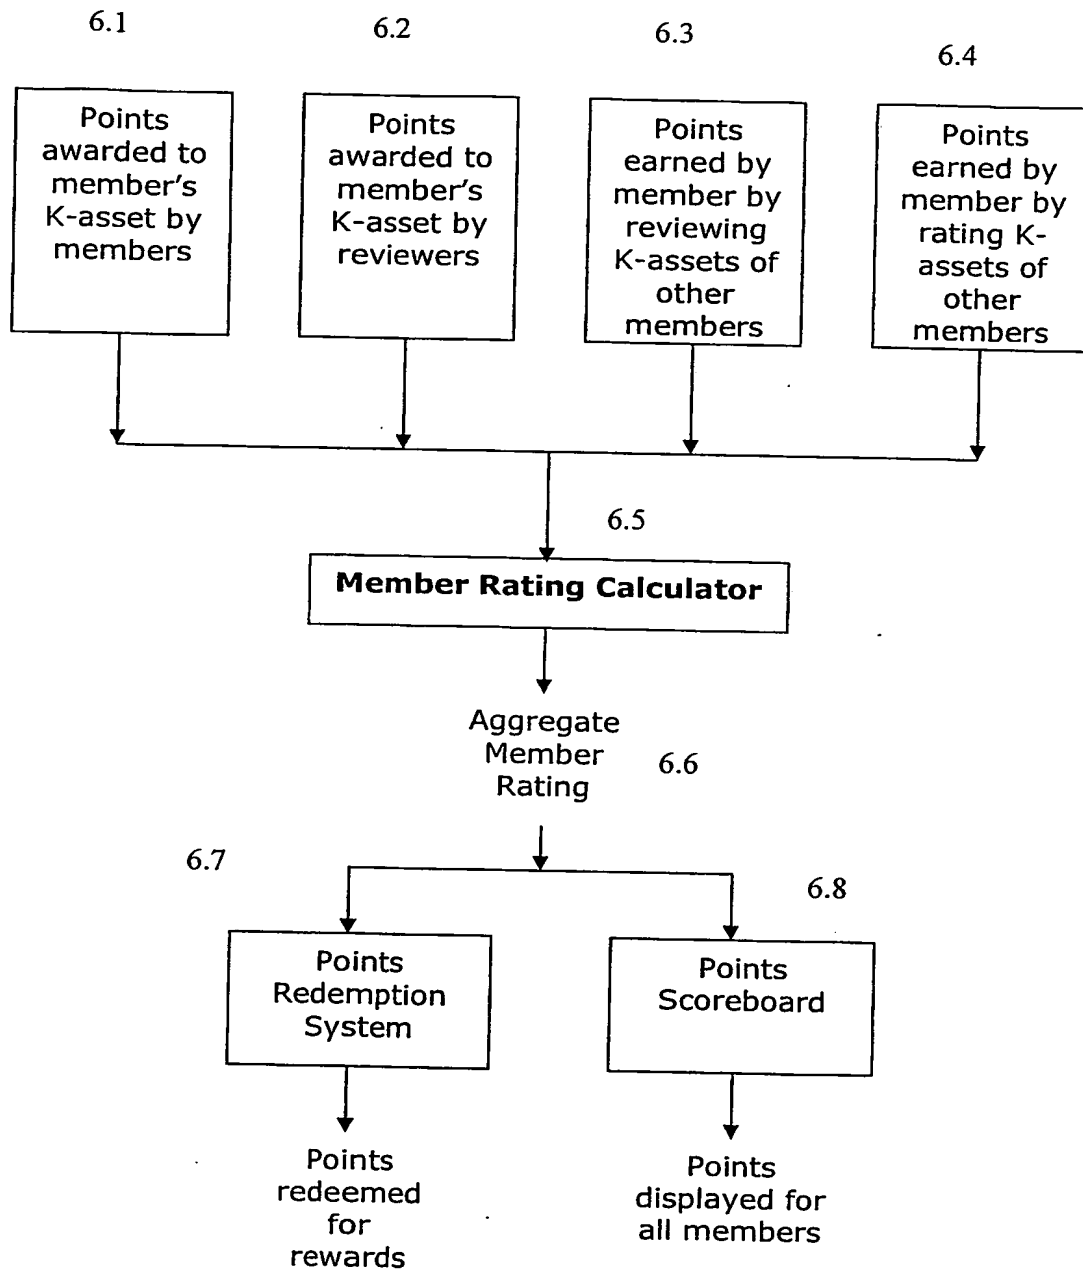 6.1
6.2
6.3
6.4
Points
awarded to
member's
K-asset by
members
Points
awarded to
member's
K-asset by
reviewers
Points
earned by
member by
reviewing
K-assets of
other
members
Points
earned by
member by
rating K-
assets of
other
members
6.5
Member Rating Calculator
Aggregate
Member
Rating
6.6
6.7
6.8
Points
Redemption
System
Points
Scoreboard
Points
redeemed
for
rewards
Points
displayed for
all members